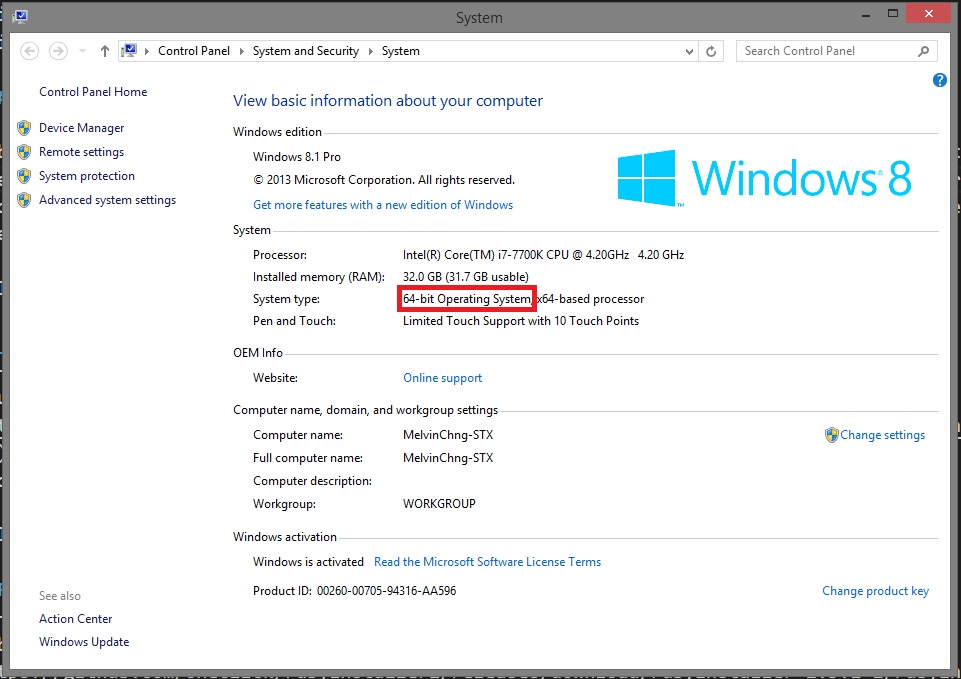 System
Control Panel System and Security System
Search Control Panel
Control Panel Home
Device Manager
Remote settings
System protection
Advanced system settings
View basic information about your computer
Windows edition
Windows 8.1 Pro
© 2013 Microsoft Corporation. All rights reserved.
Get more features with a new edition of Windows
Windows® 8
System
Processor: Intel(R) Core(TM) i7-7700K CPU @ 4.20GHz 4.20 GHz
Installed memory (RAM): 32.0 GB (31.7 GB usable)
System type: 64-bit Operating System, x64-based processor
Pen and Touch: Limited Touch Support with 10 Touch Points
OEM Info
Website: Online support
Computer name, domain, and workgroup settings
Computer name: MelvinChng-STX Change settings
Full computer name: MelvinChng-STX
Computer description:
Workgroup: WORKGROUP
Windows activation
Windows is activated Read the Microsoft Software License Terms
Product ID: 00260-00705-94316-AA596 Change product key
See also
Action Center
Windows Update